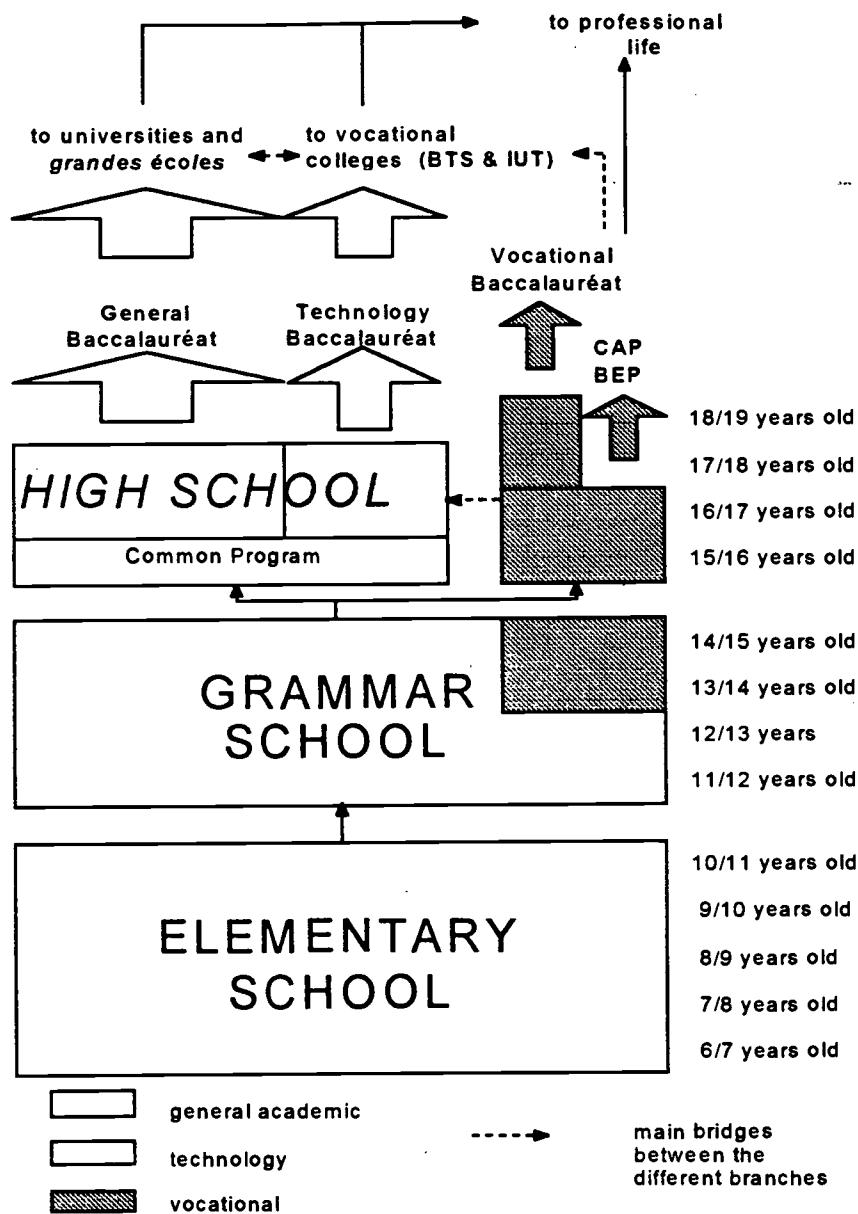 to professional
life
to universities and
grandes écoles
to vocational
colleges (BTS & IUT)
Vocational
Baccalauréat
General
Baccalauréat
Technology
Baccalauréat
CAP
BEP
18/19 years old
17/18 years old
HIGH SCHOOL
16/17 years old
Common Program
15/16 years old
14/15 years old
GRAMMAR
SCHOOL
13/14 years old
12/13 years
11/12 years old
10/11 years old
ELEMENTARY
SCHOOL
9/10 years old
8/9 years old
7/8 years old
6/7 years old
general academic
technology
vocational
main bridges
between the
different branches